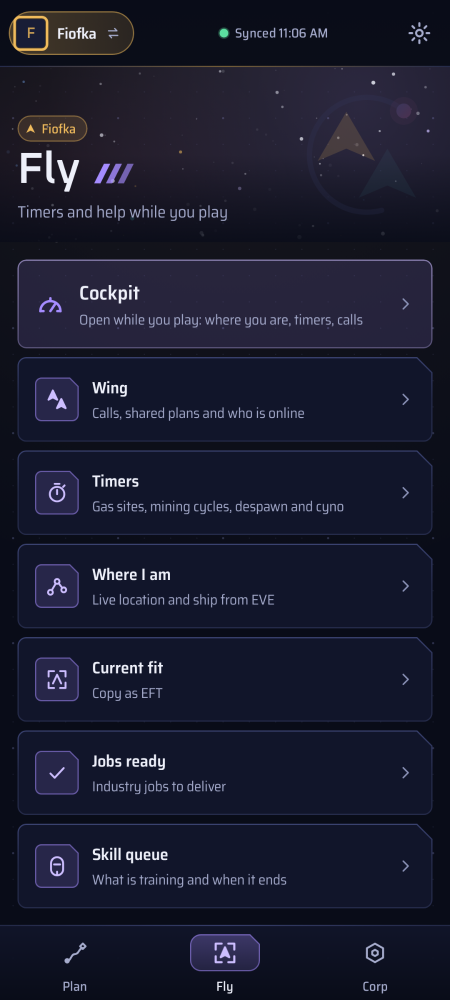 F Fiofka Synced 11:06 AM
Fiofka
Fly
Timers and help while you play
Cockpit
Open while you play: where you are, timers, calls
Wing
Calls, shared plans and who is online
Timers
Gas sites, mining cycles, despawn and cyno
Where I am
Live location and ship from EVE
Current fit
Copy as EFT
Jobs ready
Industry jobs to deliver
Skill queue
What is training and when it ends
Plan Fly Corp